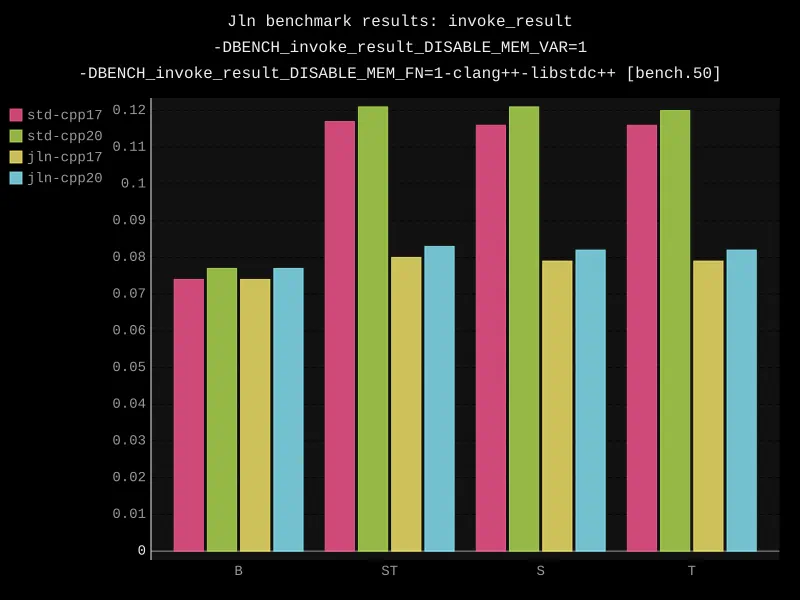 Jln benchmark results: invoke_result
-DBENCH_invoke_result_DISABLE_MEM_VAR=1
-DBENCH_invoke_result_DISABLE_MEM_FN=1-clang++-libstdc++ [bench.50]
std-cpp17
std-cpp20
jln-cpp17
jln-cpp20
0.12
0.11
0.1
0.09
0.08
0.07
0.06
0.05
0.04
0.03
0.02
0.01
0
B ST S T